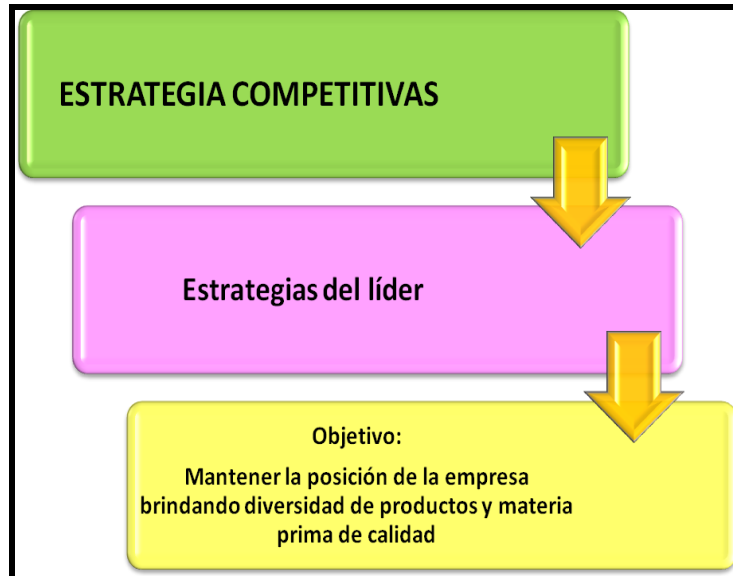 ESTRATEGIA COMPETITIVAS
Estrategias del líder
Objetivo:
Mantener la posición de la empresa
brindando diversidad de productos y materia
prima de calidad